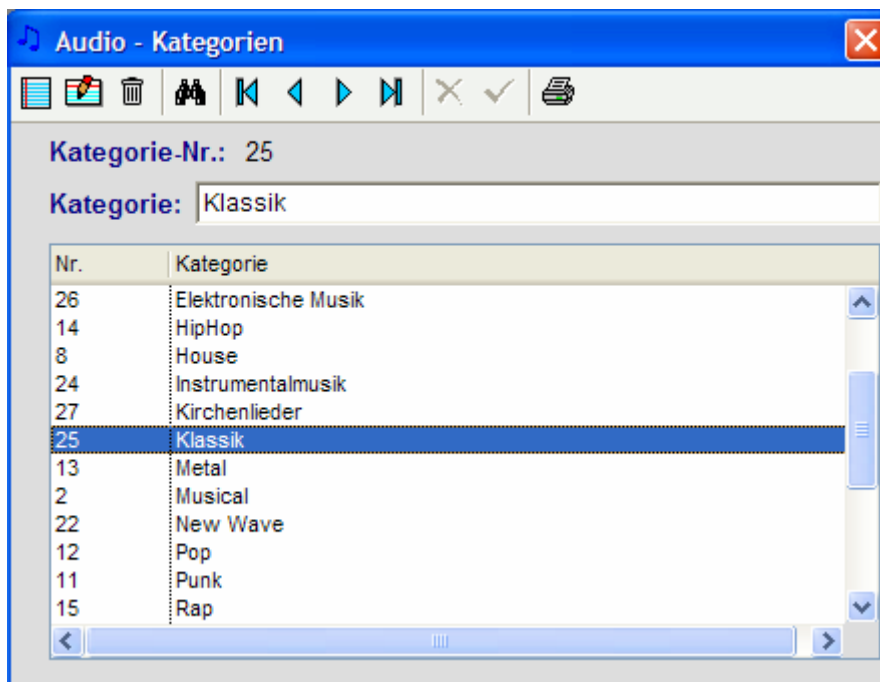 Audio - Kategorien
Kategorie-Nr.: 25
Kategorie: Klassik
Nr. Kategorie
26 Elektronische Musik
14 HipHop
8 House
24 Instrumentalmusik
27 Kirchenlieder
25 Klassik
13 Metal
2 Musical
22 New Wave
12 Pop
11 Punk
15 Rap